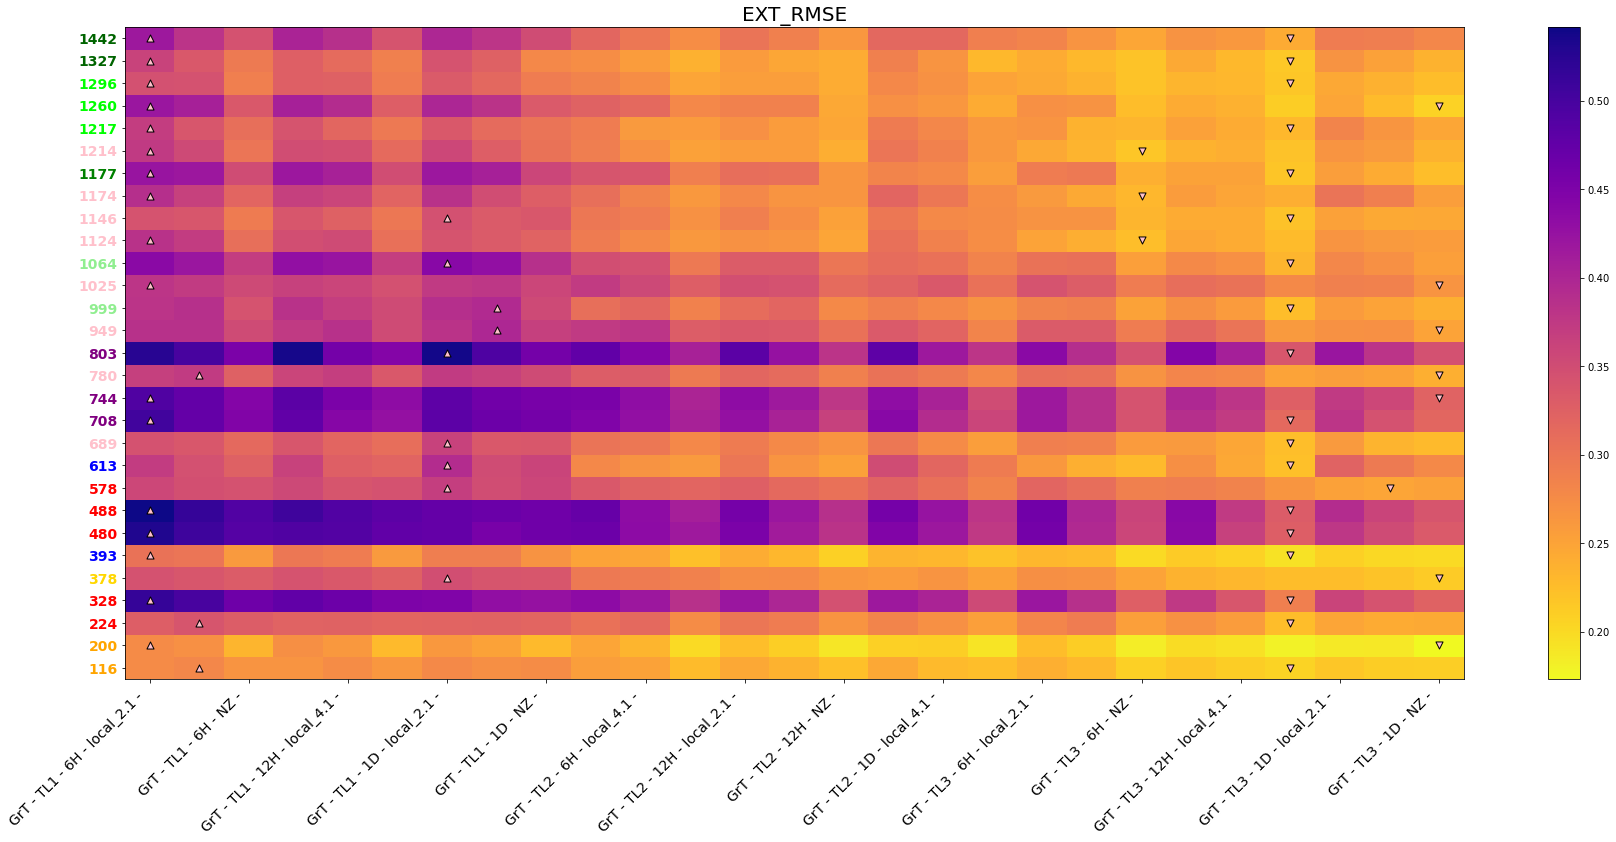 EXT_RMSE
1442
1327
1296
1260
1217
1214
1177
1174
1146
1124
1064
1025
999
949
803
780
744
708
689
613
578
488
480
393
378
328
224
200
116
0.50
0.45
0.40
0.35
0.30
0.25
0.20
GrT - TL1 - 6H - local_2.1 -
GrT - TL1 - 6H - NZ -
GrT - TL1 - 12H - local_4.1 -
GrT - TL1 - 1D - local_2.1 -
GrT - TL1 - 1D - NZ -
GrT - TL2 - 6H - local_4.1 -
GrT - TL2 - 12H - local_2.1 -
GrT - TL2 - 12H - NZ -
GrT - TL2 - 1D - local_4.1 -
GrT - TL3 - 6H - local_2.1 -
GrT - TL3 - 6H - NZ -
GrT - TL3 - 12H - local_4.1 -
GrT - TL3 - 1D - local_2.1 -
GrT - TL3 - 1D - NZ -